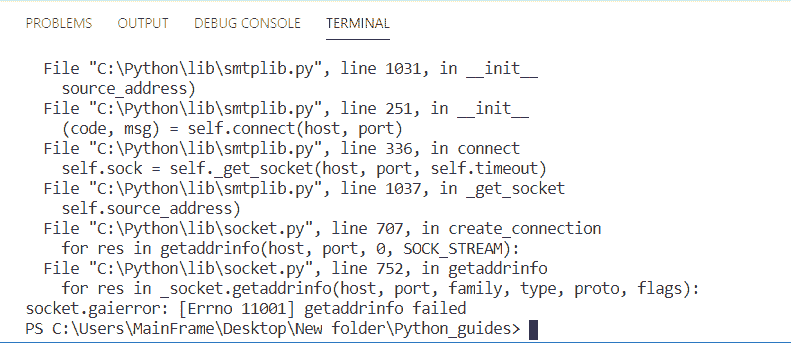 PROBLEMS OUTPUT DEBUG CONSOLE TERMINAL
File "C:\Python\lib\smtplib.py", line 1031, in __init__
source_address)
File "C:\Python\lib\smtplib.py", line 251, in __init__
(code, msg) = self.connect(host, port)
File "C:\Python\lib\smtplib.py", line 336, in connect
self.sock = self._get_socket(host, port, self.timeout)
File "C:\Python\lib\smtplib.py", line 1037, in _get_socket
self.source_address)
File "C:\Python\lib\socket.py", line 707, in create_connection
for res in getaddrinfo(host, port, 0, SOCK_STREAM):
File "C:\Python\lib\socket.py", line 752, in getaddrinfo
for res in _socket.getaddrinfo(host, port, family, type, proto, flags):
socket.gaierror: [Errno 11001] getaddrinfo failed
PS C:\Users\MainFrame\Desktop\New folder\Python_guides>